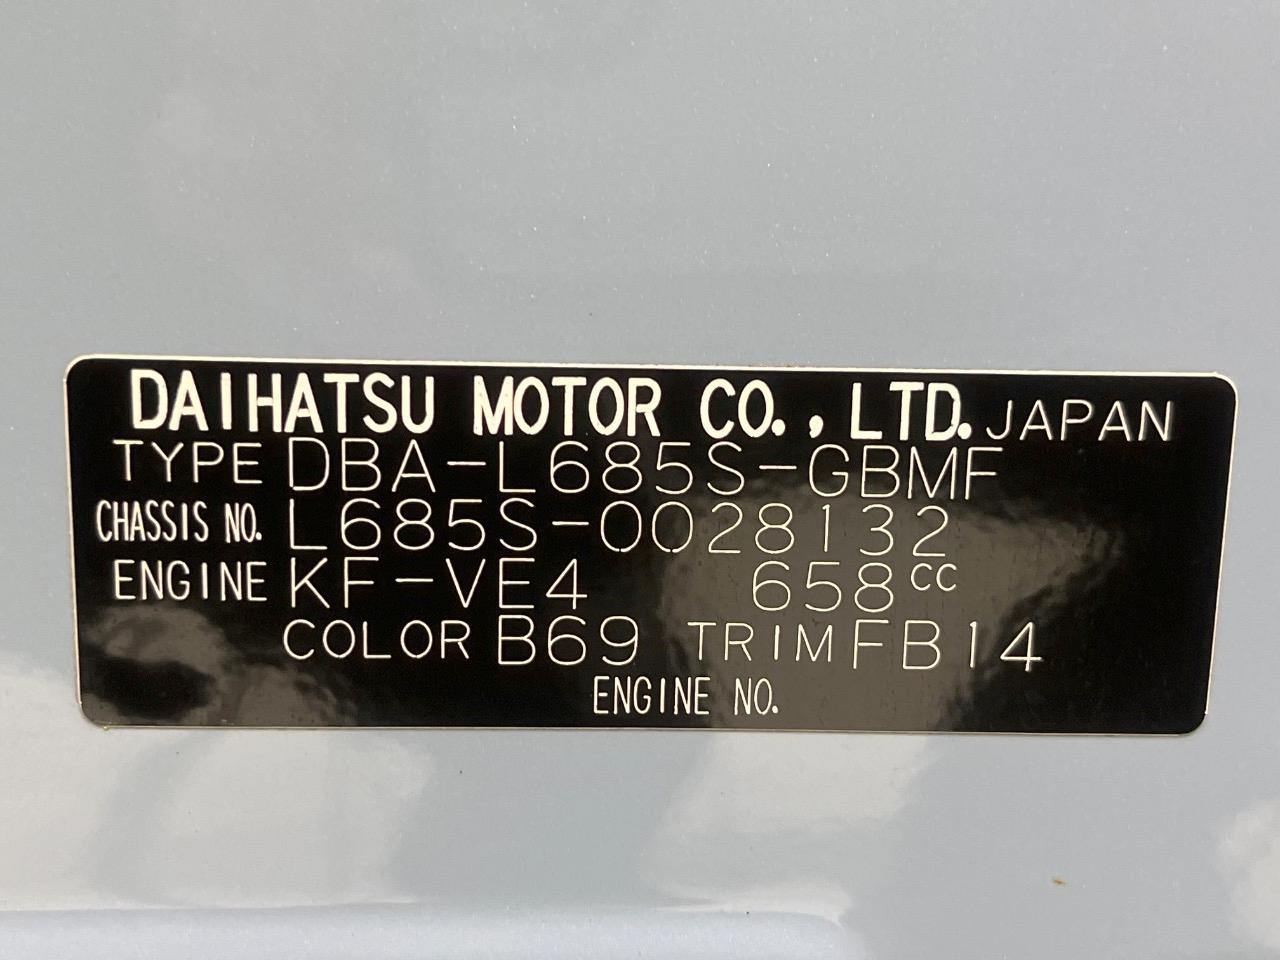 DAIHATSU MOTOR CO., LTD. JAPAN
TYPE DBA-L685S-GBMF
CHASSIS NO. L685S-0028132
ENGINE KF-VE4 658cc
COLOR B69 TRIM FB14
ENGINE NO.